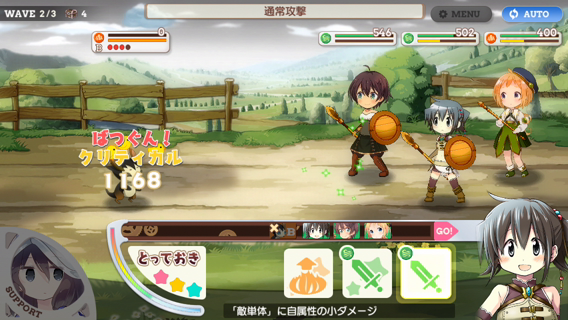 WAVE 2/3 4
通常攻撃
MENU
AUTO
0
546
502
400
ばつぐん!
クリティカル
1168
GO!
とっておき
SUPPORT
「敵単体」に自属性の小ダメージ